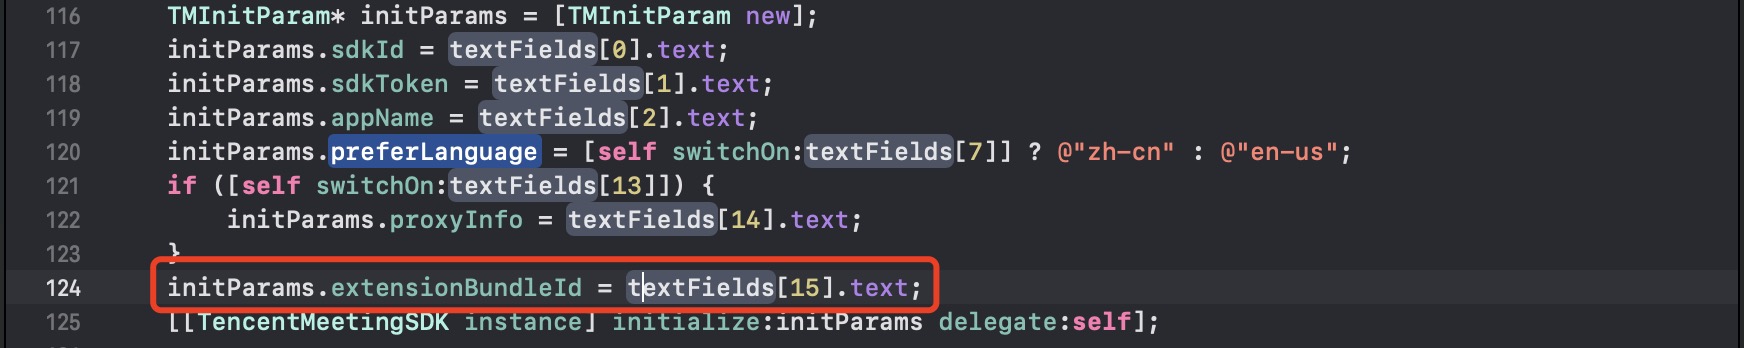 116 TMInitParam* initParams = [TMInitParam new];
117 initParams.sdkId = textFields[0].text;
118 initParams.sdkToken = textFields[1].text;
119 initParams.appName = textFields[2].text;
120 initParams.preferLanguage = [self switchOn:textFields[7]] ? @"zh-cn" : @"en-us";
121 if ([self switchOn:textFields[13]]) {
122 initParams.proxyInfo = textFields[14].text;
123 }
124 initParams.extensionBundleId = textFields[15].text;
125 [[TencentMeetingSDK instance] initialize:initParams delegate:self];